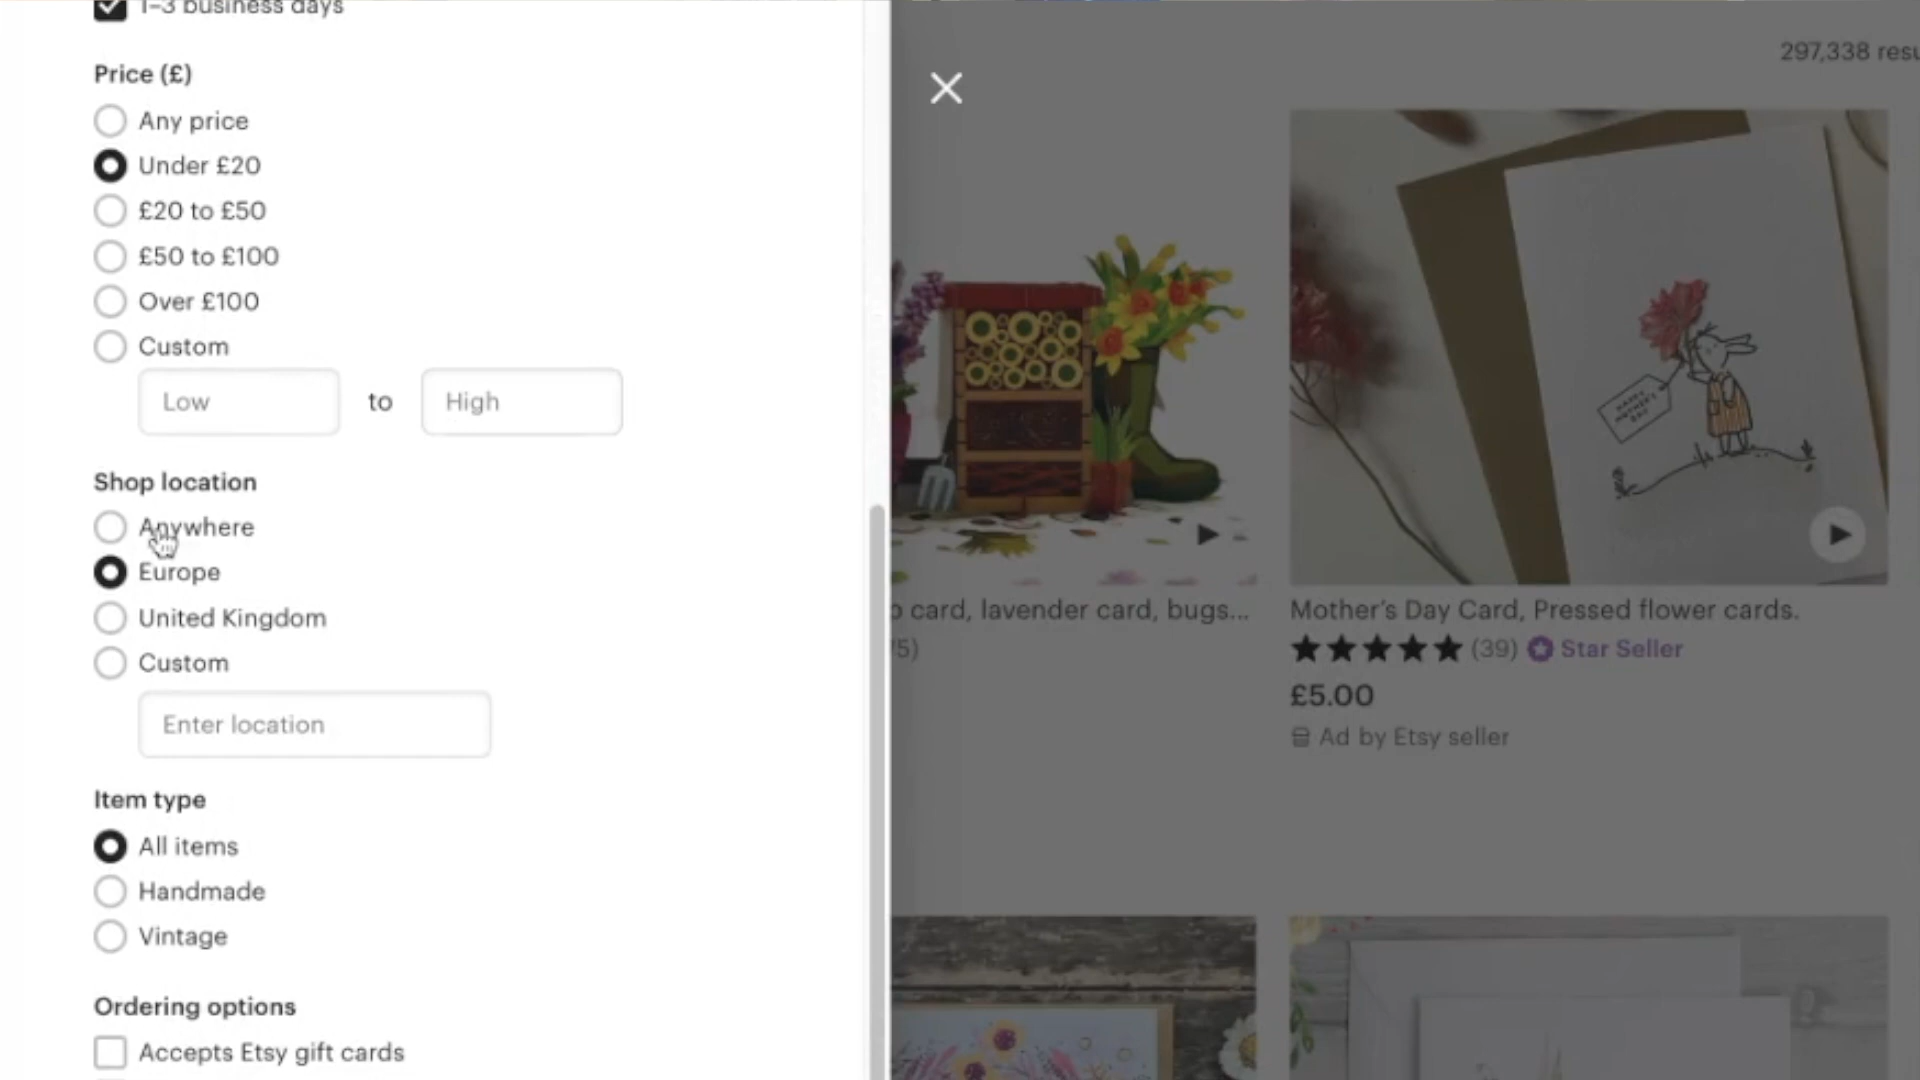 1–3 business days
Price (£)
Any price
Under £20
£20 to £50
£50 to £100
Over £100
Custom
Low to High
Shop location
Anywhere
Europe
United Kingdom
Custom
Enter location
Item type
All items
Handmade
Vintage
Ordering options
Accepts Etsy gift cards
297,338
card, lavender card, bugs...
5)
HAPPY
MOTHER'S
DAY
Mother's Day Card, Pressed flower cards.
(39) Star Seller
£5.00
Ad by Etsy seller